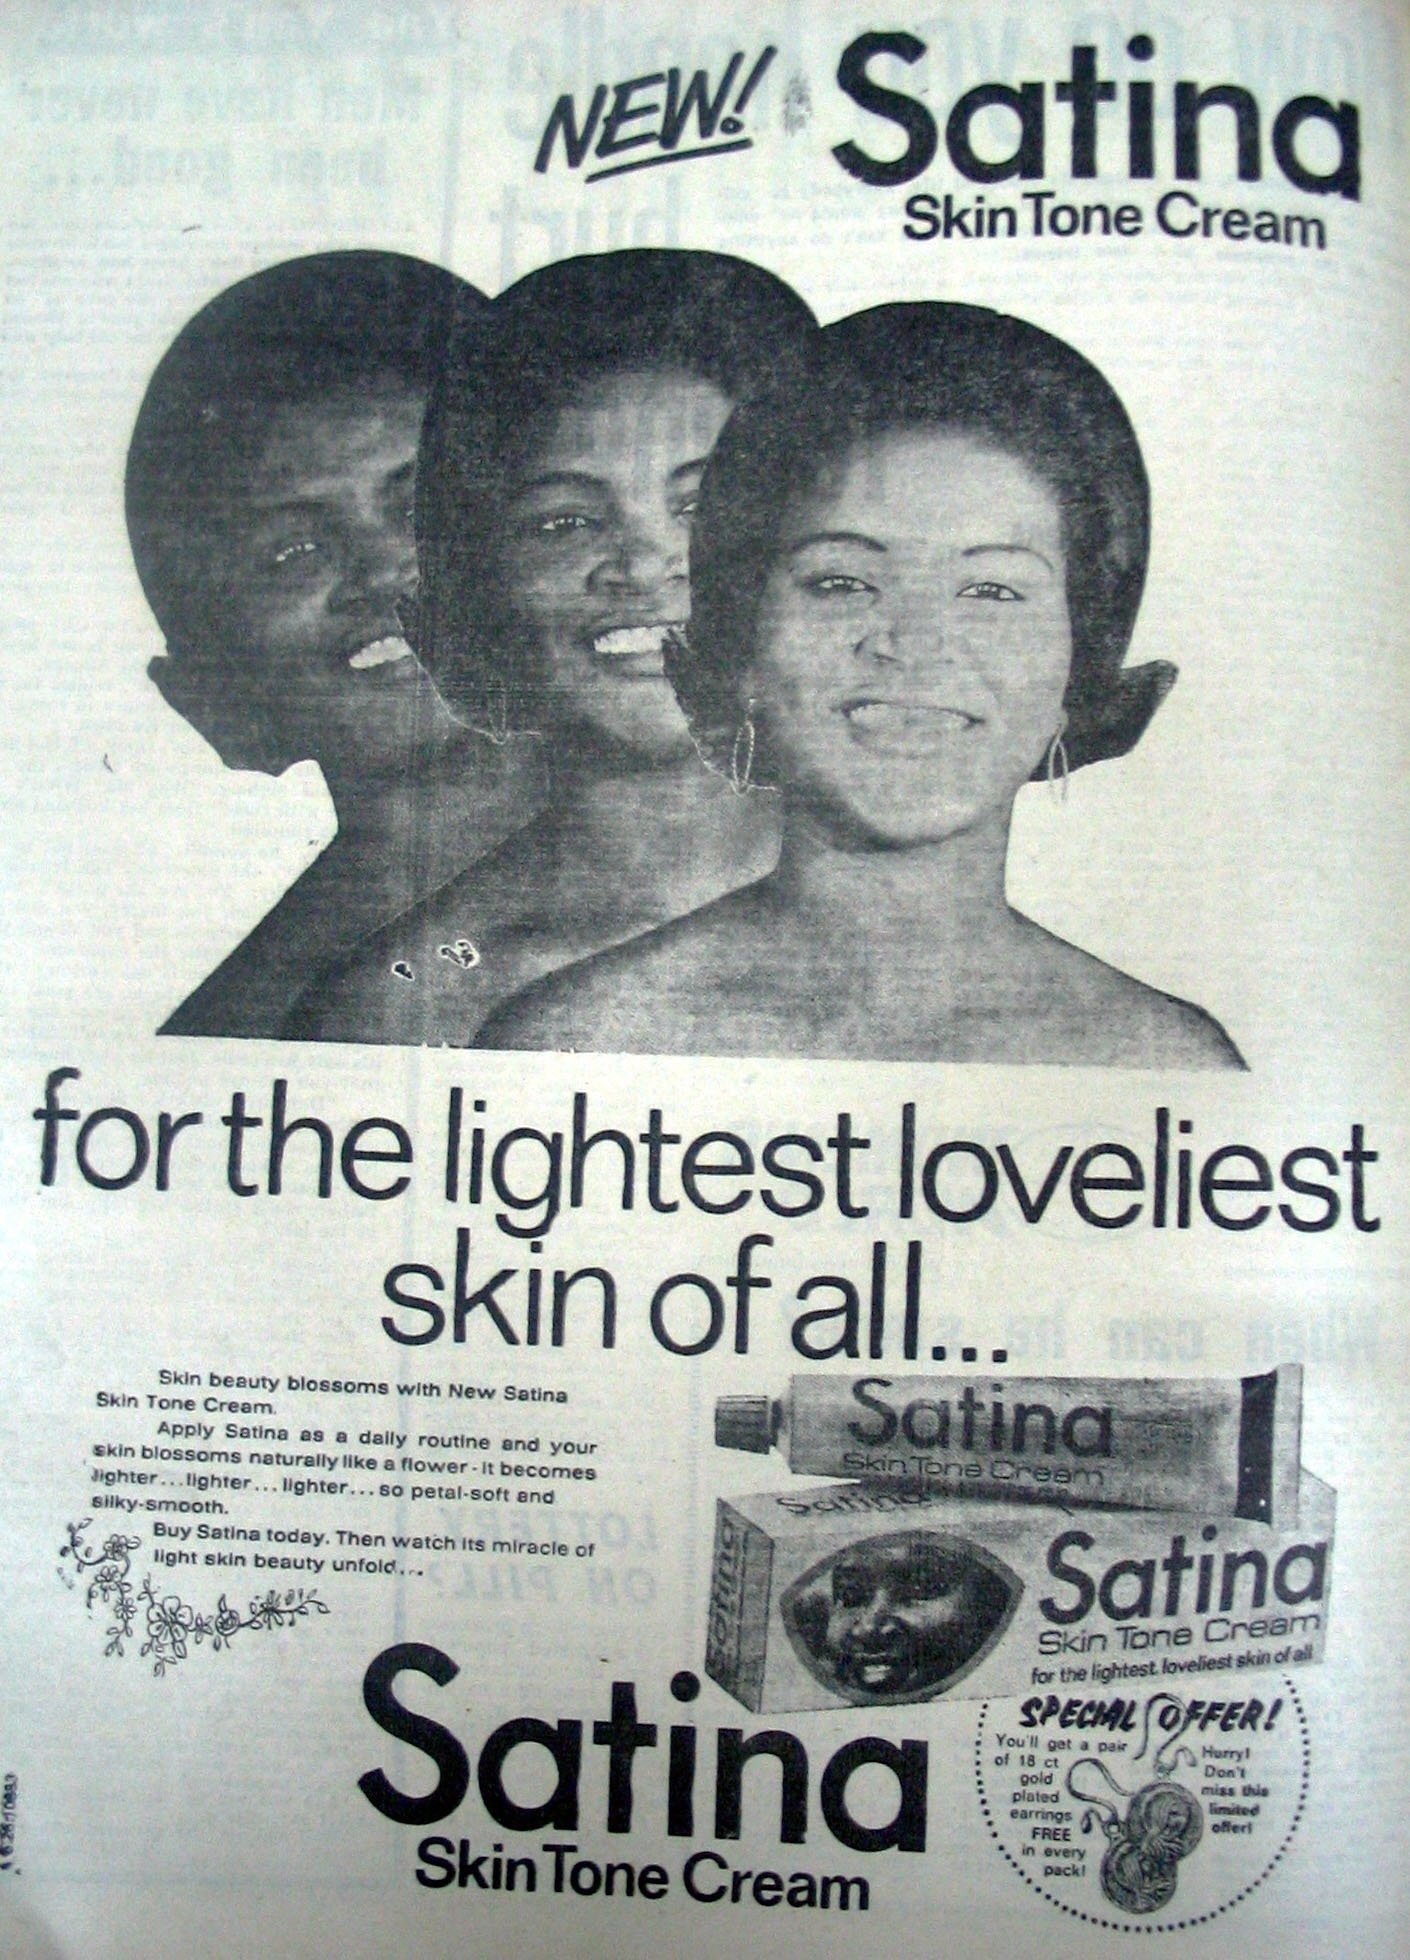 NEW! Satina
Skin Tone Cream
for the lightest loveliest
skin of all...
Skin beauty blossoms with New Satina
Skin Tone Cream.
Apply Satina as a daily routine and your
skin blossoms naturally like a flower - it becomes
lighter...lighter...lighter...so petal-soft and
silky-smooth.
Buy Satina today. Then watch its miracle of
light skin beauty unfold...
Satina
Skin Tone Cream
Satina
Satina
Satina
Skin Tone Cream
for the lightest, loveliest skin of all
SPECIAL OFFER!
You'll get a pair
of 18 ct
gold
plated
earrings
FREE
in every
pack!
Hurry!
Don't
miss this
limited
offer!
Satina
Skin Tone Cream